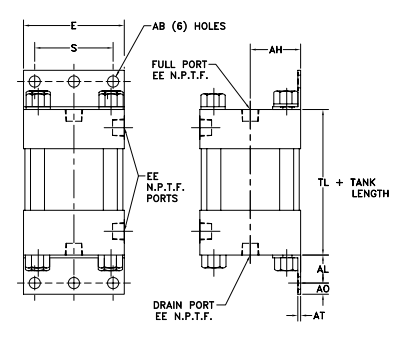 E
AB (6) HOLES
S
AH
FULL PORT
EE N.P.T.F.
EE
N.P.T.F.
PORTS
TL + TANK
LENGTH
AL
DRAIN PORT
EE N.P.T.F.
AO
AT